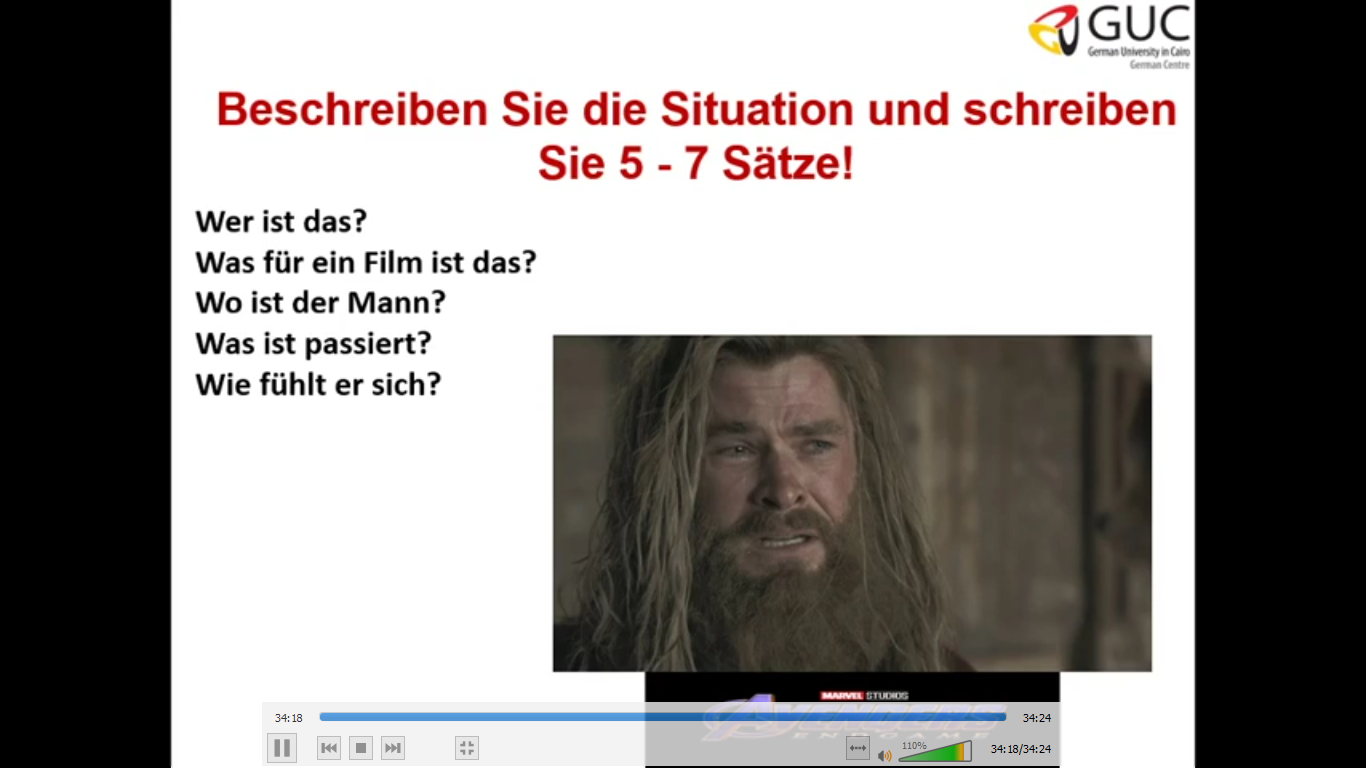 GUC
German University in Cairo
German Centre
Beschreiben Sie die Situation und schreiben
Sie 5 - 7 Sätze!
Wer ist das?
Was für ein Film ist das?
Wo ist der Mann?
Was ist passiert?
Wie fühlt er sich?
MARVEL STUDIOS
AVENGERS
ENDGAME
34:18
34:24
110%
34:18/34:24